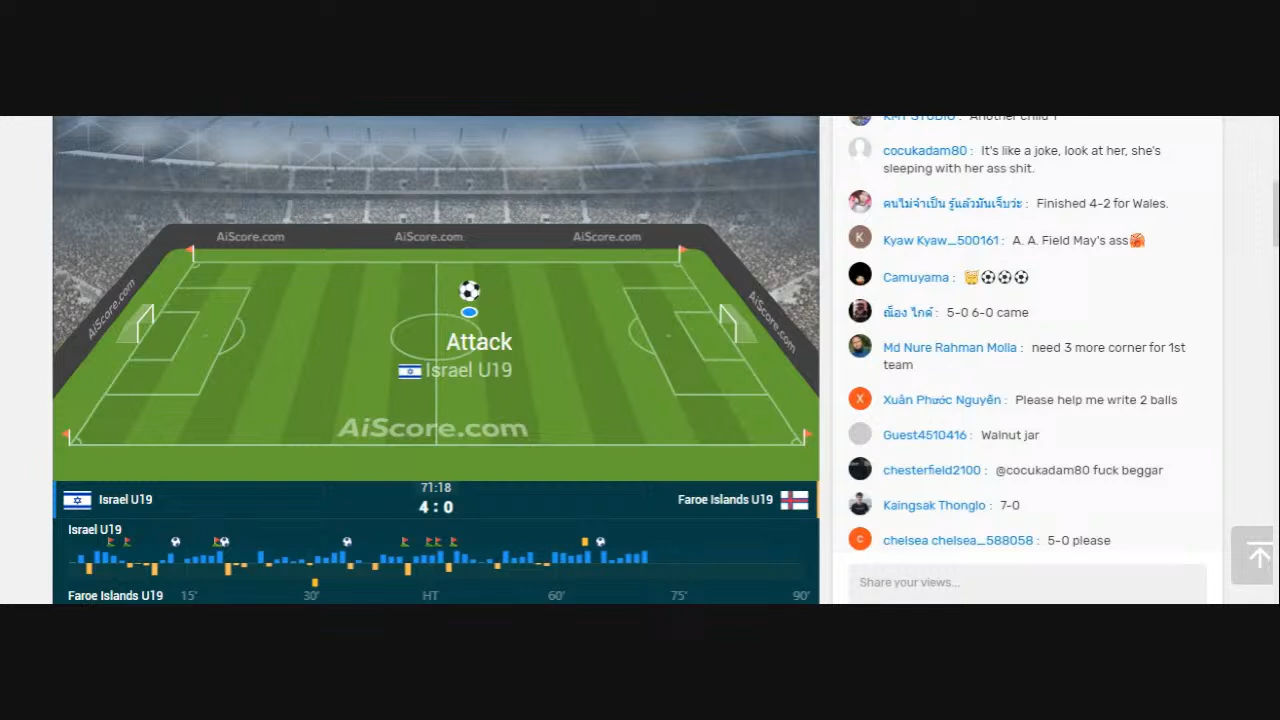 AiScore.com
AiScore.com
AiScore.com
AiScore.com
AiScore.com
Attack
Israel U19
AiScore.com
Israel U19
71:18
4 : 0
Faroe Islands U19
Israel U19
Faroe Islands U19
15'
30'
HT
60'
75'
90'
KMT STUDIO : Another child 1
cocukadam80 : It's like a joke, look at her, she's
sleeping with her ass shit.
คนไม่จําเป็น รู้แล้วมันเจ็บว่ะ : Finished 4-2 for Wales.
K
Kyaw Kyaw_500161 : A. A. Field May's ass
Camuyama :
ณ็อง ไกด์ : 5-0 6-0 came
Md Nure Rahman Molla : need 3 more corner for 1st
team
X
Xuân Phước Nguyên : Please help me write 2 balls
Guest4510416 : Walnut jar
chesterfield2100 : @cocukadam80 fuck beggar
Kaingsak Thonglo : 7-0
C
chelsea chelsea_588058 : 5-0 please
Share your views...